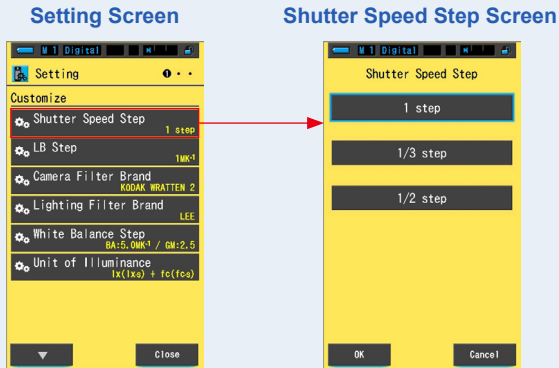 Setting Screen
M 1 Digital
Setting
Customize
Shutter Speed Step
1 step
LB Step
1MK-1
Camera Filter Brand
KODAK WRATTEN 2
Lighting Filter Brand
LEE
White Balance Step
BA:5.0MK-1 / GM:2.5
Unit of Illuminance
lx(lxs) + fc(fcs)
Close
Shutter Speed Step Screen
M 1 Digital
Shutter Speed Step
1 step
1/3 step
1/2 step
OK
Cancel